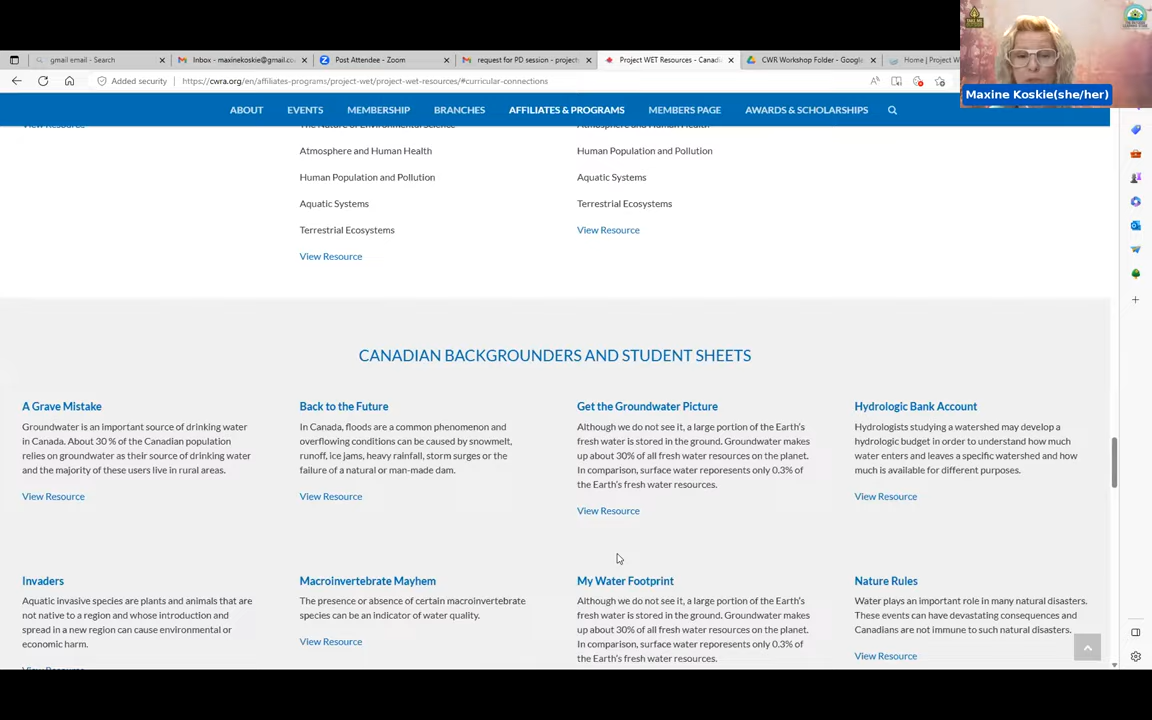 gmail email - Search
Inbox - maxinekoskie@gmail.co
Post Attendee - Zoom
request for PD session - project
Project WET Resources - Canadi
CWR Workshop Folder - Google
Home | Project W
Added security
https://cwra.org/en/affiliates-programs/project-wet/project-wet-resources/#curricular-connections
Maxine Koskie(she/her)
ABOUT
EVENTS
MEMBERSHIP
BRANCHES
AFFILIATES & PROGRAMS
MEMBERS PAGE
AWARDS & SCHOLARSHIPS
View Resource
The Nature of Environmental Science
Atmosphere and Human Health
Human Population and Pollution
Aquatic Systems
Terrestrial Ecosystems
View Resource
Atmosphere and Human Health
Human Population and Pollution
Aquatic Systems
Terrestrial Ecosystems
View Resource
CANADIAN BACKGROUNDERS AND STUDENT SHEETS
A Grave Mistake
Groundwater is an important source of drinking water
in Canada. About 30 % of the Canadian population
relies on groundwater as their source of drinking water
and the majority of these users live in rural areas.
View Resource
Back to the Future
In Canada, floods are a common phenomenon and
overflowing conditions can be caused by snowmelt,
runoff, ice jams, heavy rainfall, storm surges or the
failure of a natural or man-made dam.
View Resource
Get the Groundwater Picture
Although we do not see it, a large portion of the Earth's
fresh water is stored in the ground. Groundwater makes
up about 30% of all fresh water resources on the planet.
In comparison, surface water reporesents only 0.3% of
the Earth's fresh water resources.
View Resource
Hydrologic Bank Account
Hydrologists studying a watershed may develop a
hydrologic budget in order to understand how much
water enters and leaves a specific watershed and how
much is available for different purposes.
View Resource
Invaders
Aquatic invasive species are plants and animals that are
not native to a region and whose introduction and
spread in a new region can cause environmental or
economic harm.
View Resource
Macroinvertebrate Mayhem
The presence or absence of certain macroinvertebrate
species can be an indicator of water quality.
View Resource
My Water Footprint
Although we do not see it, a large portion of the Earth's
fresh water is stored in the ground. Groundwater makes
up about 30% of all fresh water resources on the planet.
In comparison, surface water reporesents only 0.3% of
the Earth's fresh water resources.
Nature Rules
Water plays an important role in many natural disasters.
These events can have devastating consequences and
Canadians are not immune to such natural disasters.
View Resource